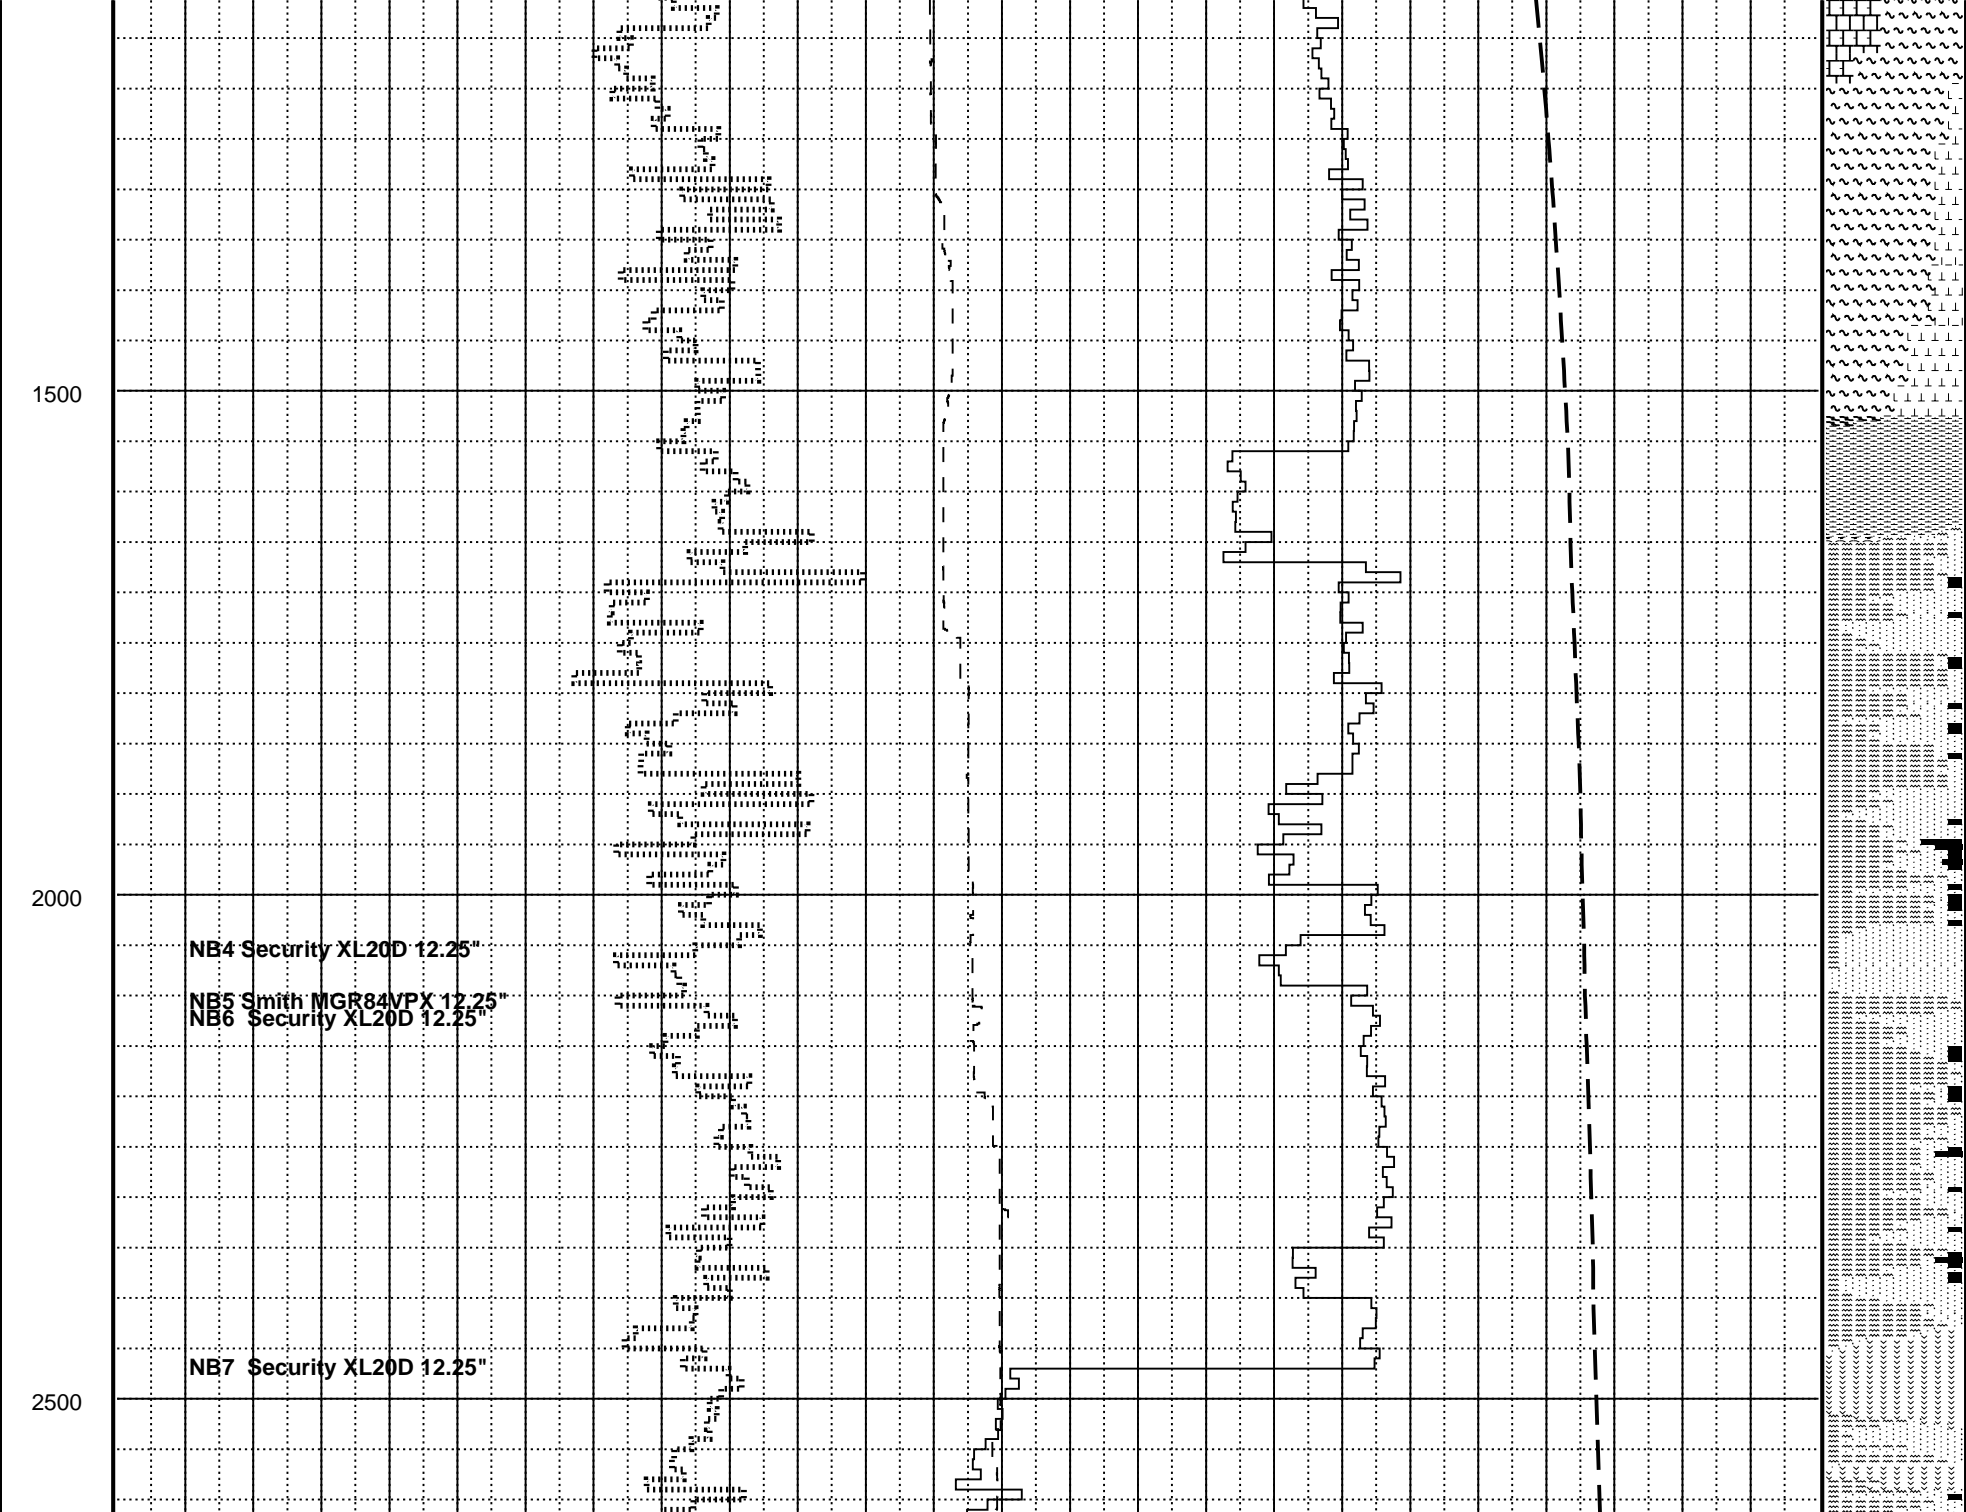 1500
2000
NB4 Security XL20D 12.25"
NB5 Smith MGR84VPX 12.25"
NB6 Security XL20D 12.25"
NB7 Security XL20D 12.25"
2500